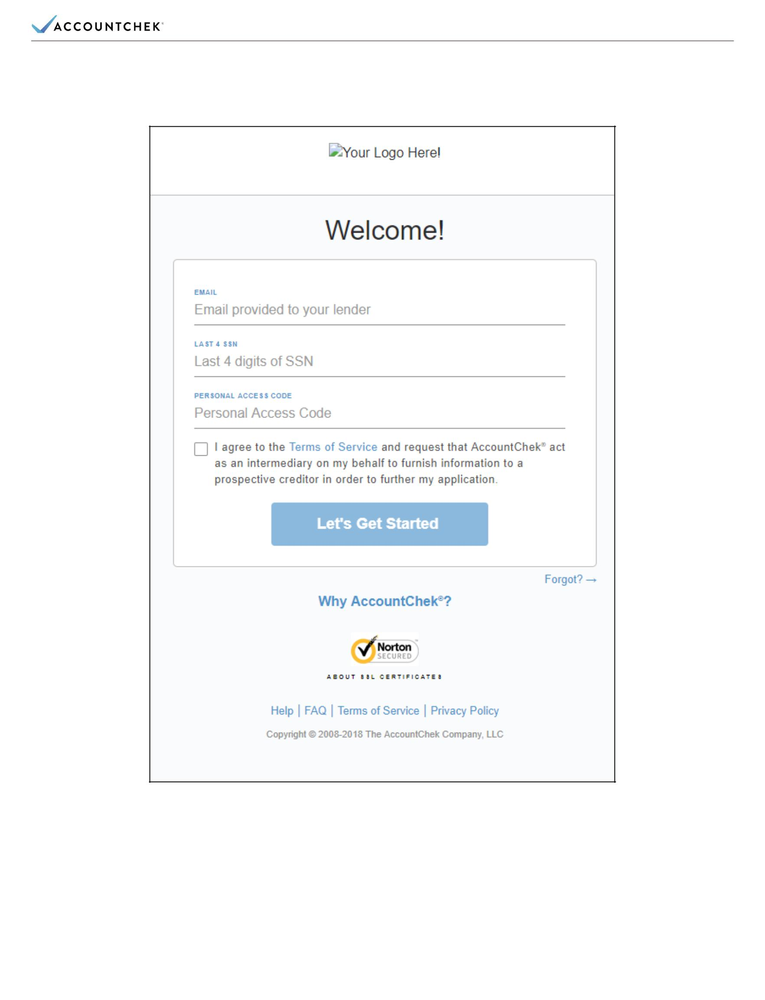 ACCOUNTCHEK®
Your Logo Here!
Welcome!
EMAIL
Email provided to your lender
LAST 4 SSN
Last 4 digits of SSN
PERSONAL ACCESS CODE
Personal Access Code
I agree to the Terms of Service and request that AccountChek® act
as an intermediary on my behalf to furnish information to a
prospective creditor in order to further my application.
Let's Get Started
Forgot? →
Why AccountChek®?
Norton™
SECURED
ABOUT SSL CERTIFICATES
Help | FAQ | Terms of Service | Privacy Policy
Copyright © 2008-2018 The AccountChek Company, LLC